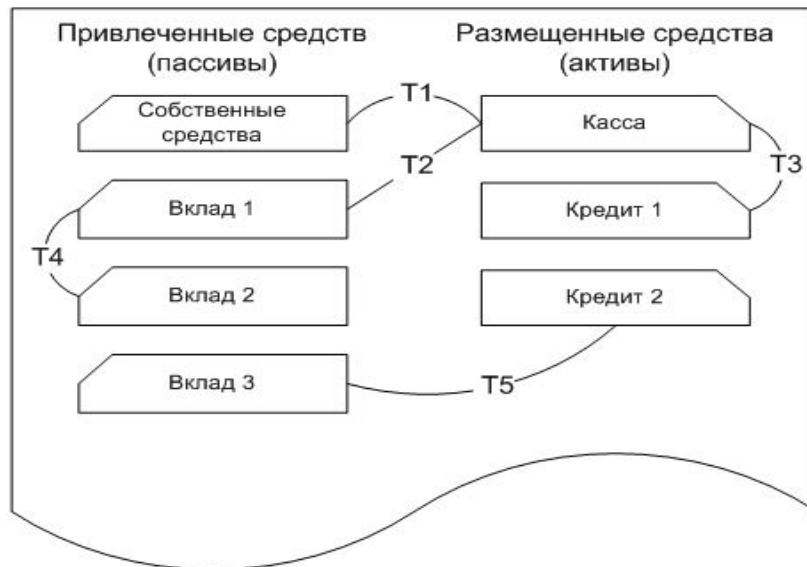 Привлеченные средств
(пассивы)
Размещенные средства
(активы)
Собственные
средства
T1
Касса
T2
T3
Вклад 1
Кредит 1
T4
Вклад 2
Кредит 2
Вклад 3
T5